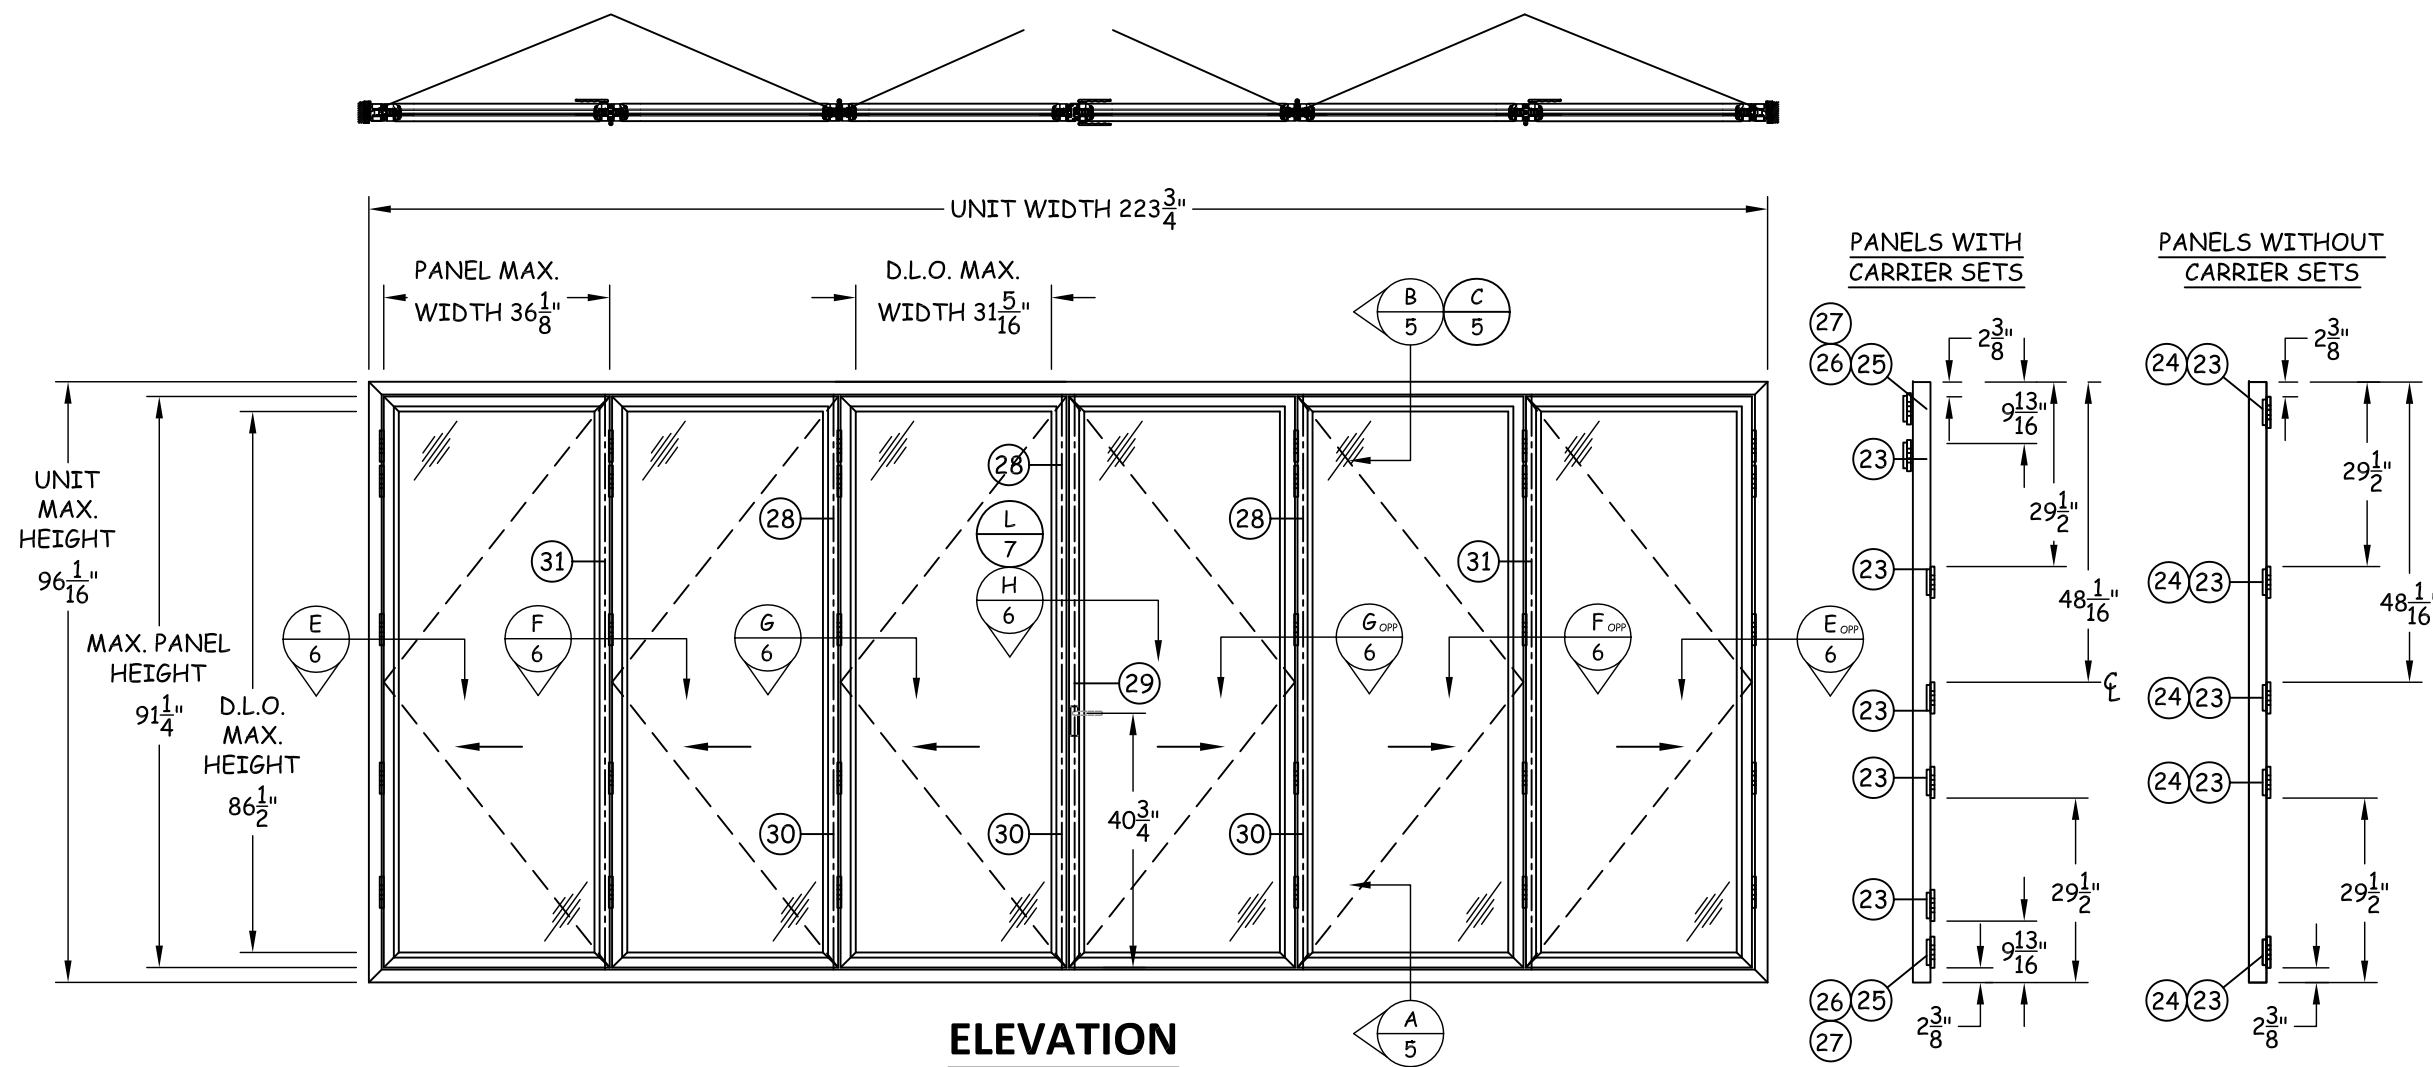 UNIT WIDTH 223 3/4"
PANEL MAX.
WIDTH 36 1/8"
D.L.O. MAX.
WIDTH 31 5/16"
B
5
C
5
UNIT
MAX.
HEIGHT
96 1/16"
MAX. PANEL
HEIGHT
91 1/4"
D.L.O.
MAX.
HEIGHT
86 1/2"
28
28
28
L
7
H
6
31
31
E
6
F
6
G
6
G OPP
6
F OPP
6
E OPP
6
29
40 3/4"
30
30
30
A
5
ELEVATION
PANELS WITH
CARRIER SETS
27
26 25
23
23
23
23
23
26 25
27
2 3/8"
9 13/16"
29 1/2"
48 1/16"
CL
29 1/2"
9 13/16"
2 3/8"
PANELS WITHOUT
CARRIER SETS
24 23
24 23
24 23
24 23
24 23
2 3/8"
29 1/2"
48 1/16"
29 1/2"
2 3/8"